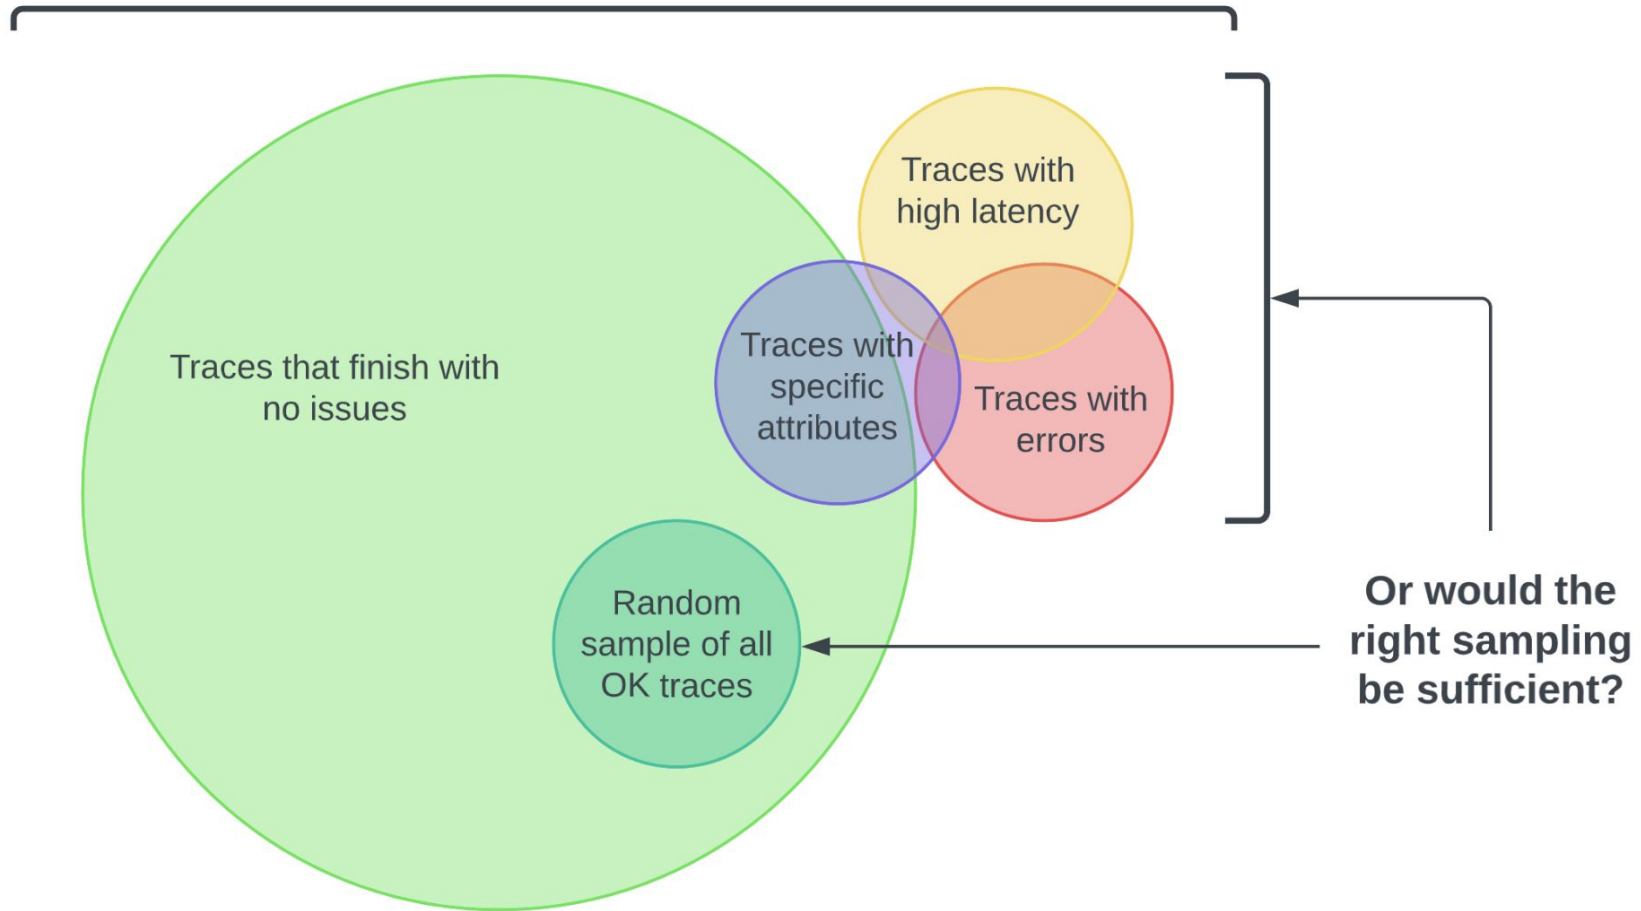 Traces with
high latency
Traces that finish with
no issues
Traces with
specific
attributes
Traces with
errors
Random
sample of all
OK traces
Or would the
right sampling
be sufficient?